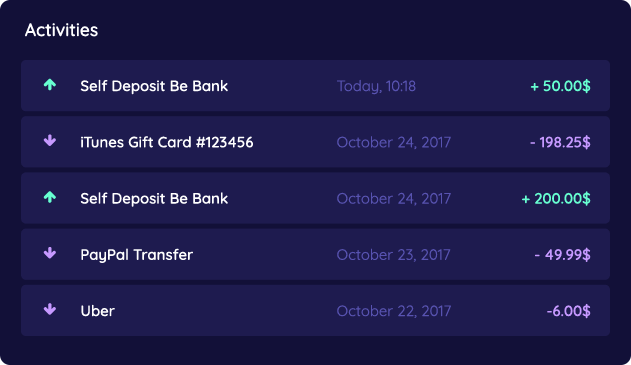 Activities
Self Deposit Be Bank Today, 10:18 + 50.00$
iTunes Gift Card #123456 October 24, 2017 - 198.25$
Self Deposit Be Bank October 24, 2017 + 200.00$
PayPal Transfer October 23, 2017 - 49.99$
Uber October 22, 2017 -6.00$